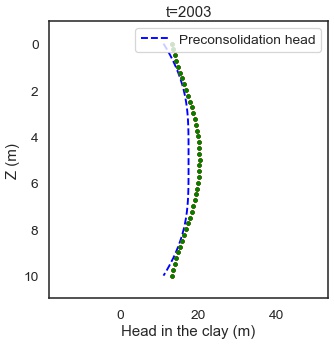 t=2003
Preconsolidation head
0
2
4
6
8
10
Z (m)
0 20 40
Head in the clay (m)